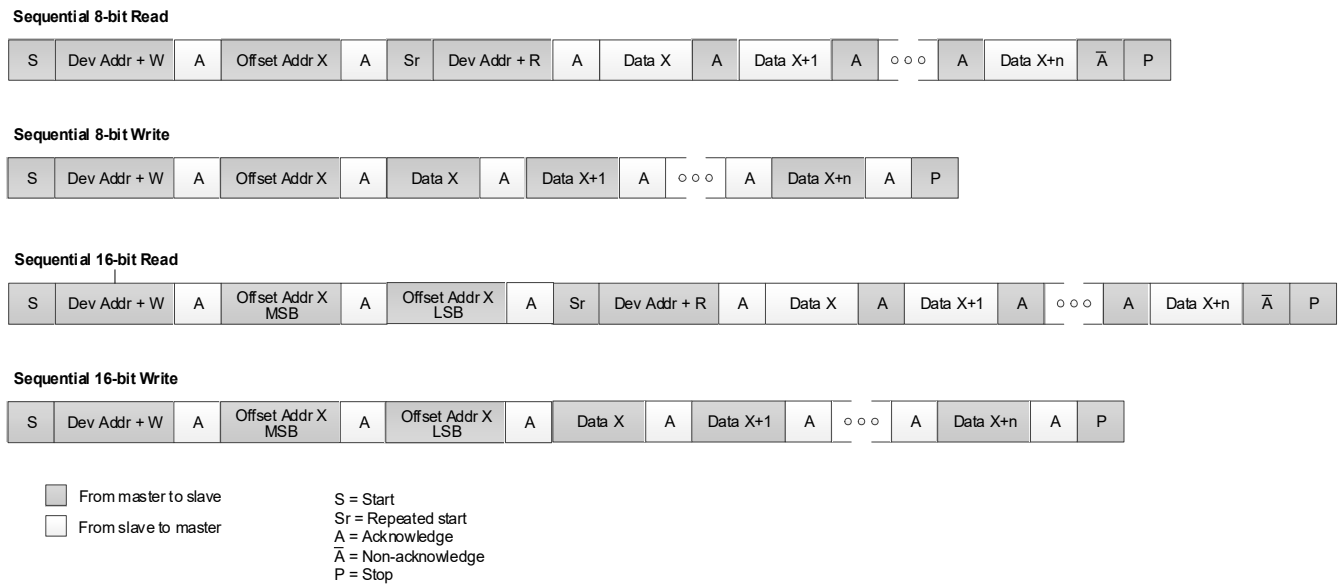 Sequential 8-bit Read
S Dev Addr + W A Offset Addr X A Sr Dev Addr + R A Data X A Data X+1 A ○ ○ ○ A Data X+n A̅ P
Sequential 8-bit Write
S Dev Addr + W A Offset Addr X A Data X A Data X+1 A ○ ○ ○ A Data X+n A P
Sequential 16-bit Read
S Dev Addr + W A Offset Addr X MSB A Offset Addr X LSB A Sr Dev Addr + R A Data X A Data X+1 A ○ ○ ○ A Data X+n A̅ P
Sequential 16-bit Write
S Dev Addr + W A Offset Addr X MSB A Offset Addr X LSB A Data X A Data X+1 A ○ ○ ○ A Data X+n A P
From master to slave
From slave to master
S = Start
Sr = Repeated start
A = Acknowledge
A̅ = Non-acknowledge
P = Stop